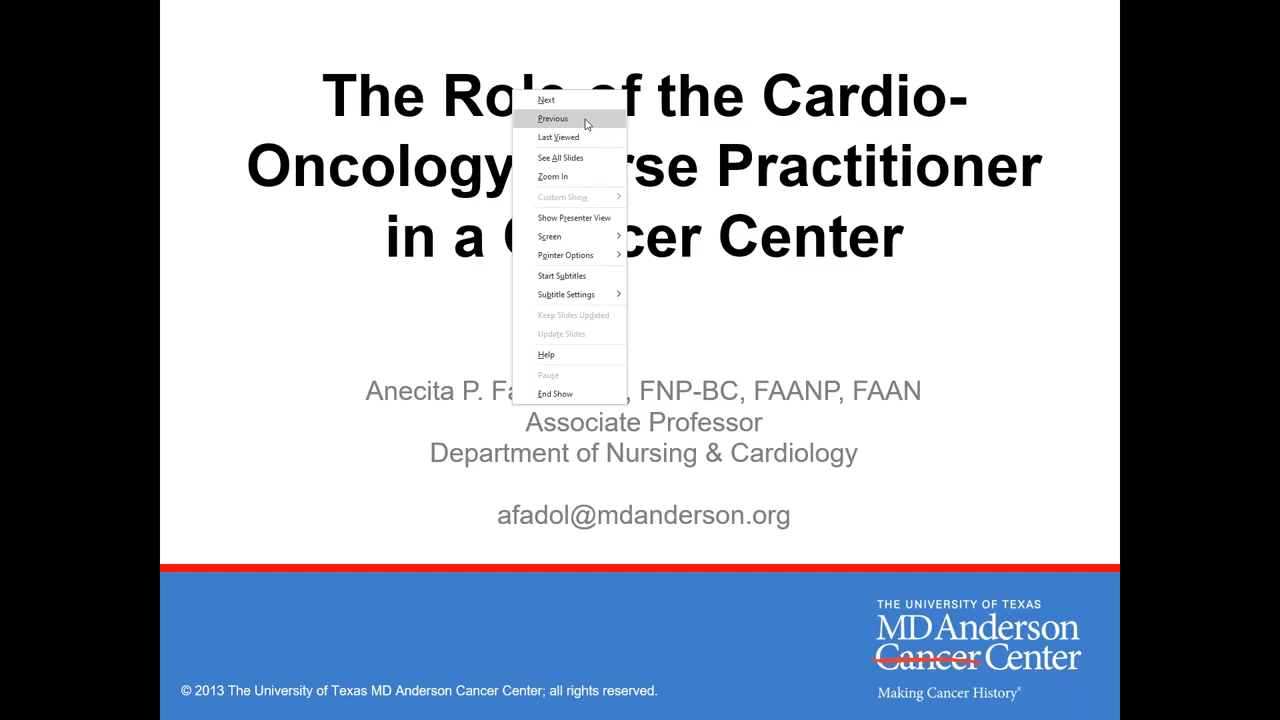 The Role of the Cardio-
Oncology rse Practitioner
in a cer Center
Next
Previous
Last Viewed
See All Slides
Zoom In
Custom Show
Show Presenter View
Screen
Pointer Options
Start Subtitles
Subtitle Settings
Keep Slides Updated
Update Slides
Help
Pause
End Show
Anecita P. , FNP-BC, FAANP, FAAN
Associate Professor
Department of Nursing & Cardiology
afadol@mdanderson.org
THE UNIVERSITY OF TEXAS
MD Anderson
Cancer Center
Making Cancer History®
© 2013 The University of Texas MD Anderson Cancer Center; all rights reserved.